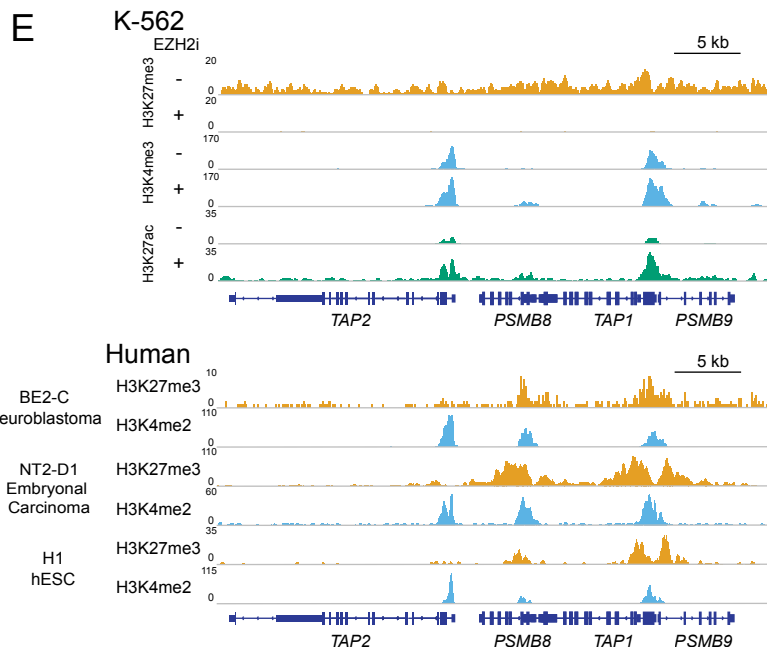 E
K-562
EZH2i
5 kb
H3K27me3
20
-
0
20
+
0
H3K4me3
170
-
0
170
+
0
H3K27ac
35
-
0
35
+
0
TAP2 PSMB8 TAP1 PSMB9
Human
5 kb
BE2-C
euroblastoma
H3K27me3
10
0
H3K4me2
110
0
NT2-D1
Embryonal
Carcinoma
H3K27me3
110
0
H3K4me2
60
0
H1
hESC
H3K27me3
35
0
H3K4me2
115
0
TAP2 PSMB8 TAP1 PSMB9